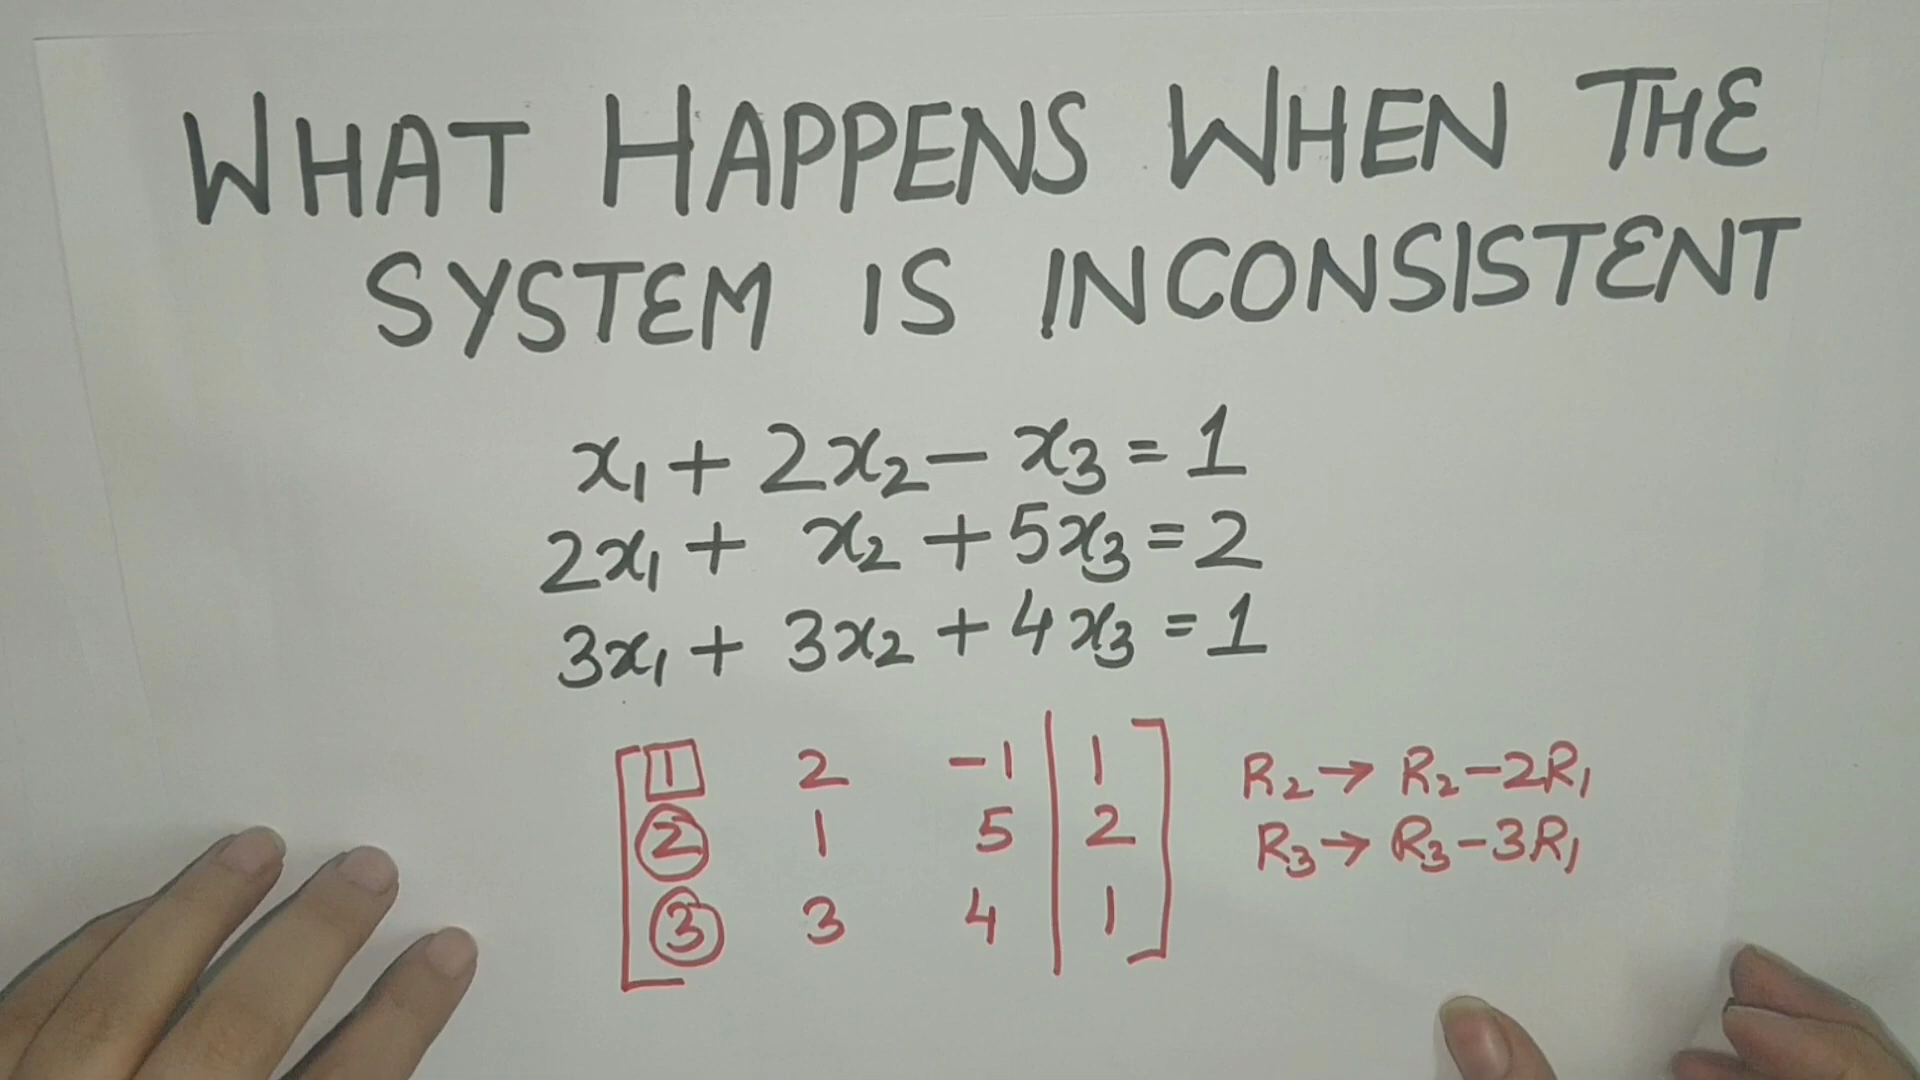 WHAT HAPPENS WHEN THE
SYSTEM IS INCONSISTENT
x₁ + 2x₂ − x₃ = 1
2x₁ + x₂ + 5x₃ = 2
3x₁ + 3x₂ + 4x₃ = 1
1 2 -1 | 1 R₂ → R₂ − 2R₁
2 1 5 | 2 R₃ → R₃ − 3R₁
3 3 4 | 1